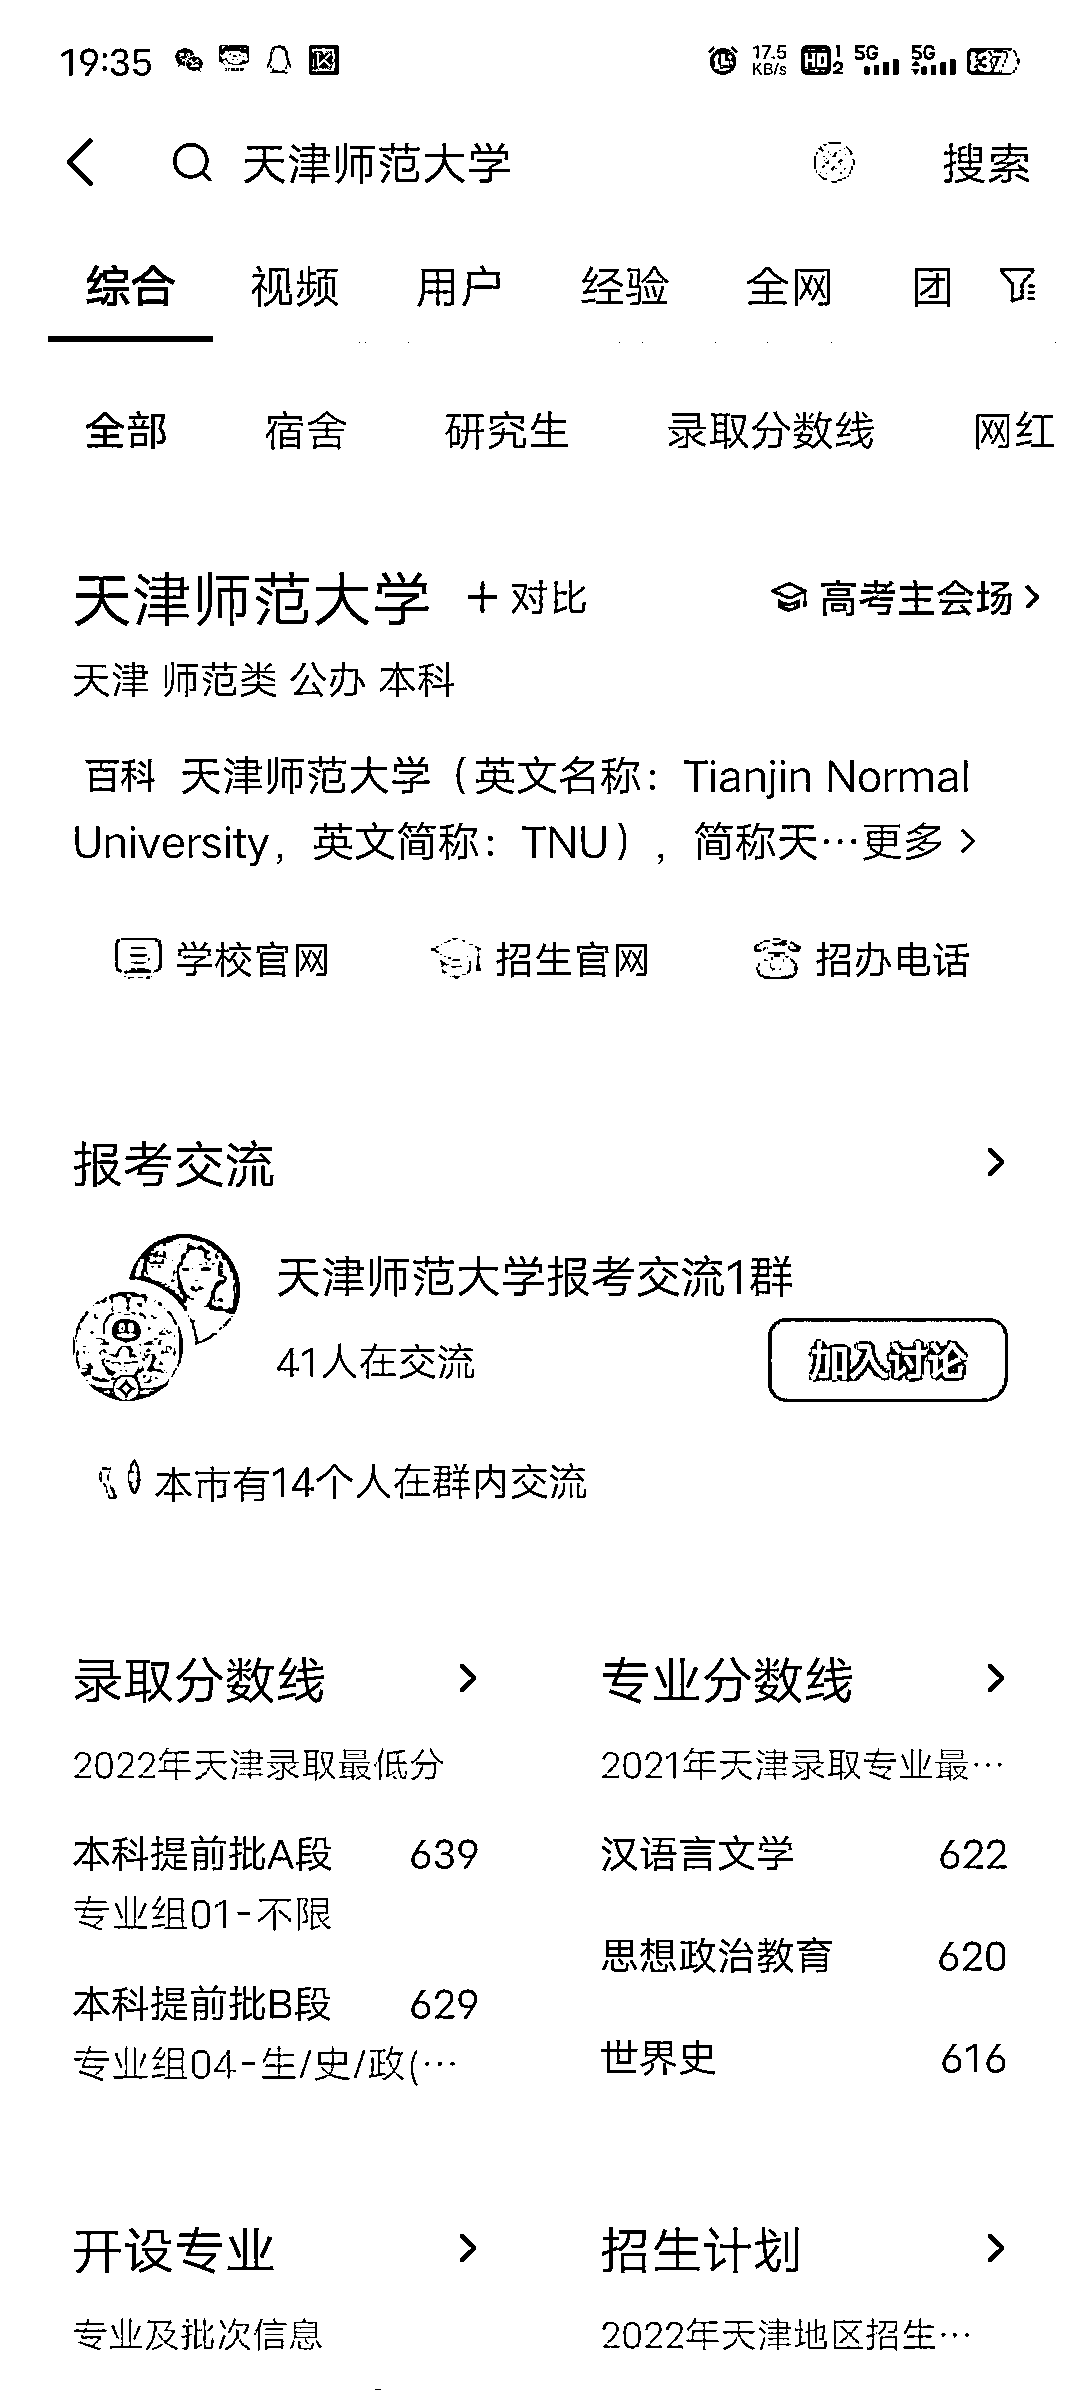 19:35 17.5 KB/s HD 1 2 5G 5G 37
天津师范大学 搜索
综合 视频 用户 经验 全网 团
全部 宿舍 研究生 录取分数线 网红
天津师范大学 + 对比 高考主会场 >
天津 师范类 公办 本科
百科 天津师范大学（英文名称：Tianjin Normal
University，英文简称：TNU），简称天…更多 >
学校官网 招生官网 招办电话
报考交流 >
天津师范大学报考交流1群
41人在交流 加入讨论
本市有14个人在群内交流
录取分数线 > 专业分数线 >
2022年天津录取最低分 2021年天津录取专业最…
本科提前批A段 639 汉语言文学 622
专业组01-不限
思想政治教育 620
本科提前批B段 629
专业组04-生/史/政(… 世界史 616
开设专业 > 招生计划 >
专业及批次信息 2022年天津地区招生…